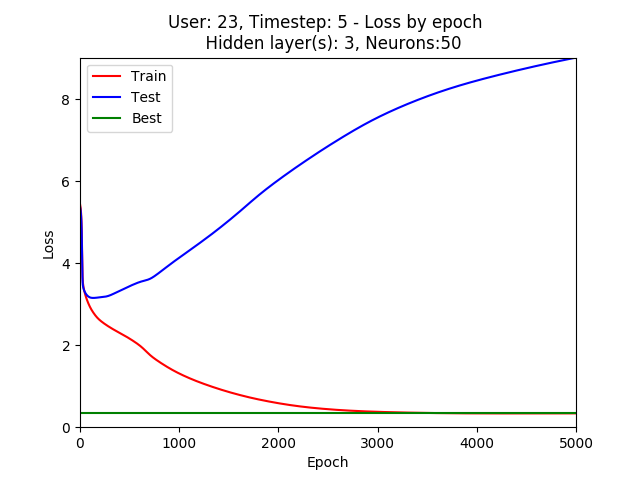 User: 23, Timestep: 5 - Loss by epoch
Hidden layer(s): 3, Neurons:50
Train
Test
Best
Loss
8
6
4
2
0
0 1000 2000 3000 4000 5000
Epoch